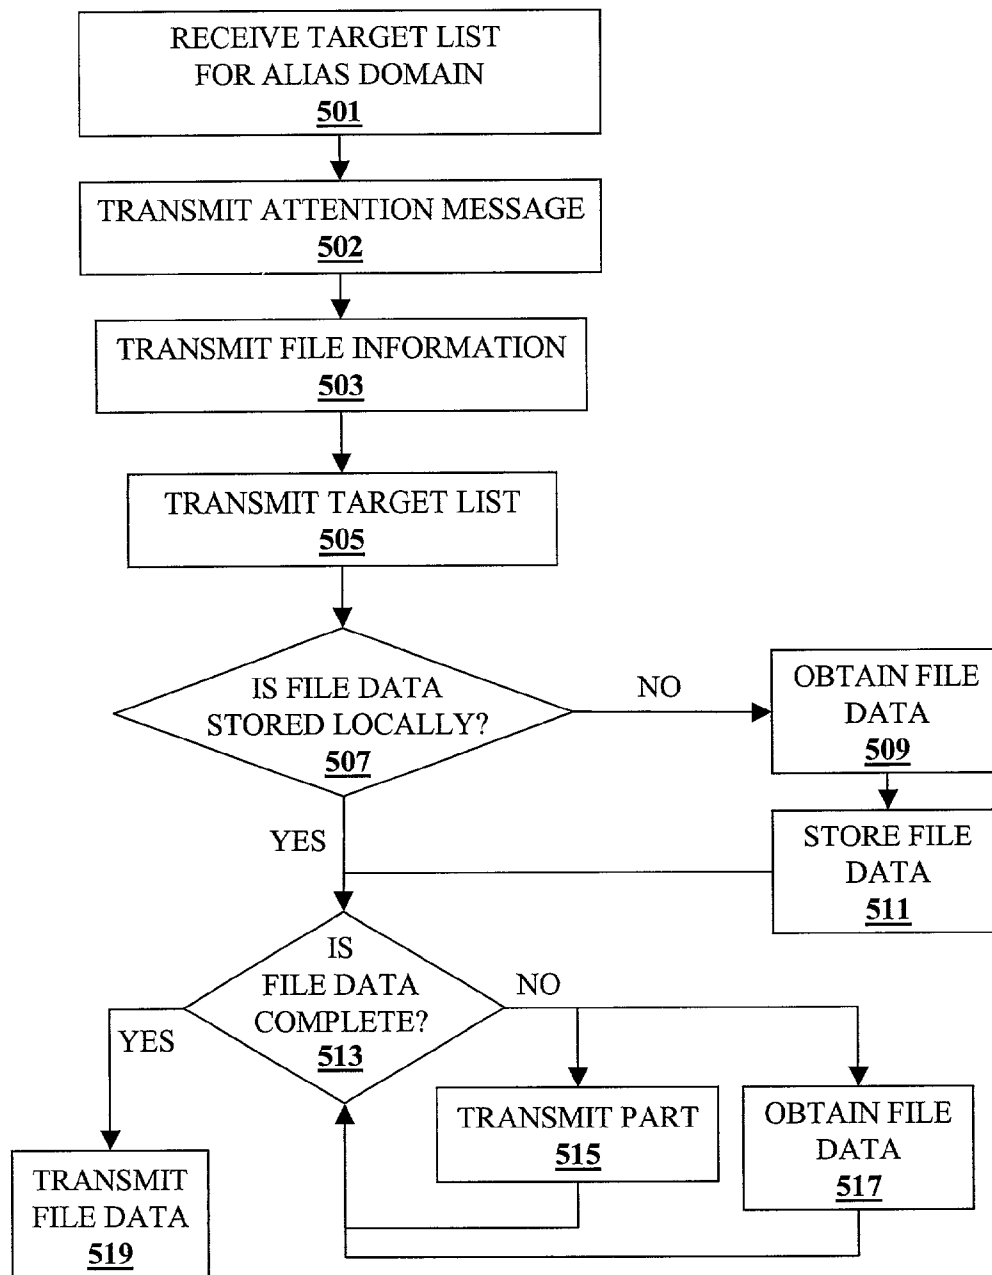 RECEIVE TARGET LIST
FOR ALIAS DOMAIN
501
TRANSMIT ATTENTION MESSAGE
502
TRANSMIT FILE INFORMATION
503
TRANSMIT TARGET LIST
505
IS FILE DATA
STORED LOCALLY?
507
NO
OBTAIN FILE
DATA
509
YES
STORE FILE
DATA
511
IS
FILE DATA
COMPLETE?
513
NO
YES
TRANSMIT PART
515
OBTAIN FILE
DATA
517
TRANSMIT
FILE DATA
519